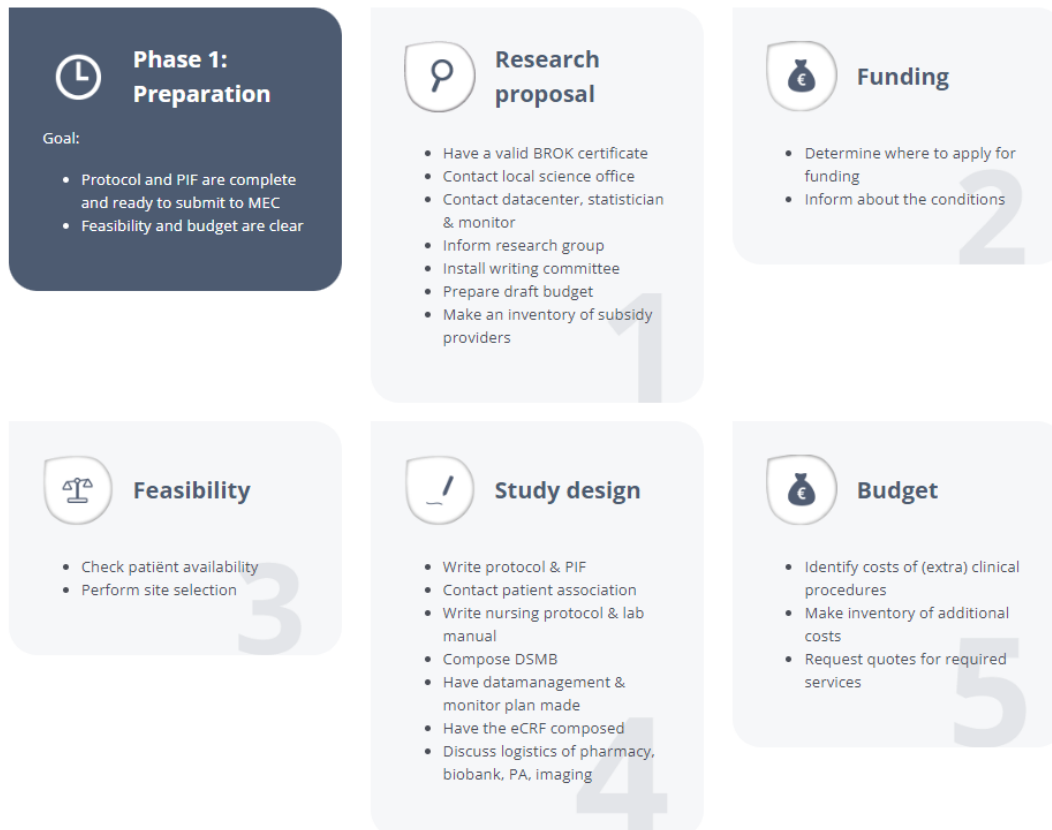 Phase 1:
Preparation
Goal:
• Protocol and PIF are complete
and ready to submit to MEC
• Feasibility and budget are clear
Research
proposal
• Have a valid BROK certificate
• Contact local science office
• Contact datacenter, statistician
& monitor
• Inform research group
• Install writing committee
• Prepare draft budget
• Make an inventory of subsidy
providers
1
€
Funding
• Determine where to apply for
funding
• Inform about the conditions
2
Feasibility
• Check patiënt availability
• Perform site selection
3
Study design
• Write protocol & PIF
• Contact patient association
• Write nursing protocol & lab
manual
• Compose DSMB
• Have datamanagement &
monitor plan made
• Have the eCRF composed
• Discuss logistics of pharmacy,
biobank, PA, imaging
4
€
Budget
• Identify costs of (extra) clinical
procedures
• Make inventory of additional
costs
• Request quotes for required
services
5